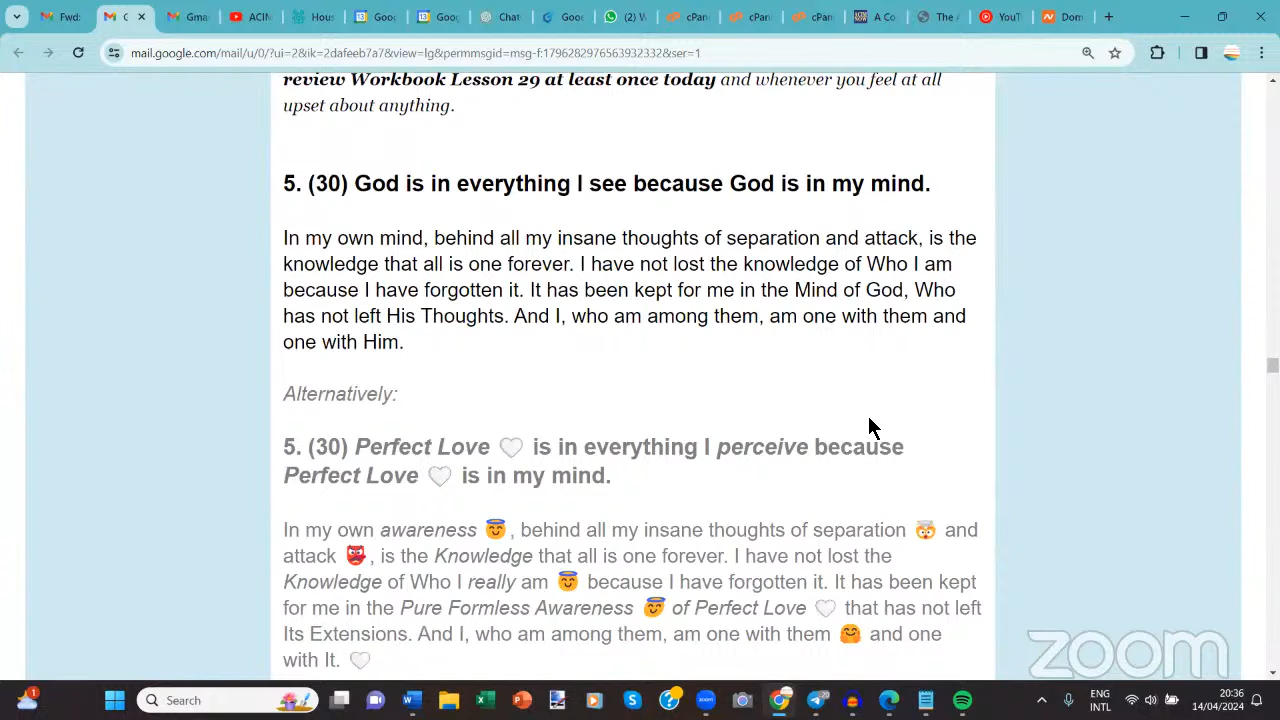 Fwd:
C
Gma
ACIN
Hous
Goo
Goo
Chat
Goo
(2) W
cPan
cPan
cPan
A Co
The A
YouT
Dom
mail.google.com/mail/u/0/?ui=2&ik=2dafeeb7a7&view=lg&permmsgid=msg-f:1796282976563932332&ser=1
review Workbook Lesson 29 at least once today and whenever you feel at all
upset about anything.
5. (30) God is in everything I see because God is in my mind.
In my own mind, behind all my insane thoughts of separation and attack, is the
knowledge that all is one forever. I have not lost the knowledge of Who I am
because I have forgotten it. It has been kept for me in the Mind of God, Who
has not left His Thoughts. And I, who am among them, am one with them and
one with Him.
Alternatively:
5. (30) Perfect Love 🤍 is in everything I perceive because
Perfect Love 🤍 is in my mind.
In my own awareness 😇, behind all my insane thoughts of separation 🤯 and
attack 👹, is the Knowledge that all is one forever. I have not lost the
Knowledge of Who I really am 😇 because I have forgotten it. It has been kept
for me in the Pure Formless Awareness 😇 of Perfect Love 🤍 that has not left
Its Extensions. And I, who am among them, am one with them 🤗 and one
with It. 🤍
zoom
1
Search
ENG
INTL
20:36
14/04/2024